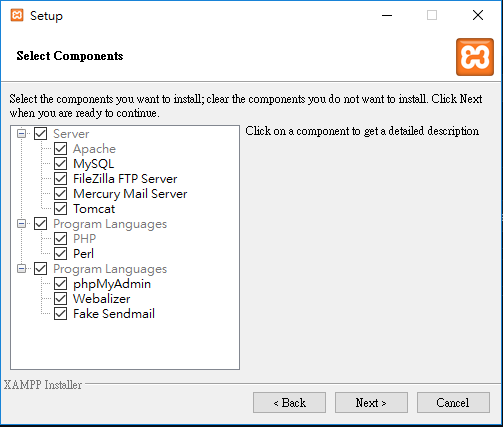 Setup
Select Components
Select the components you want to install; clear the components you do not want to install. Click Next
when you are ready to continue.
Server
Apache
MySQL
FileZilla FTP Server
Mercury Mail Server
Tomcat
Program Languages
PHP
Perl
Program Languages
phpMyAdmin
Webalizer
Fake Sendmail
Click on a component to get a detailed description
XAMPP Installer
< Back
Next >
Cancel